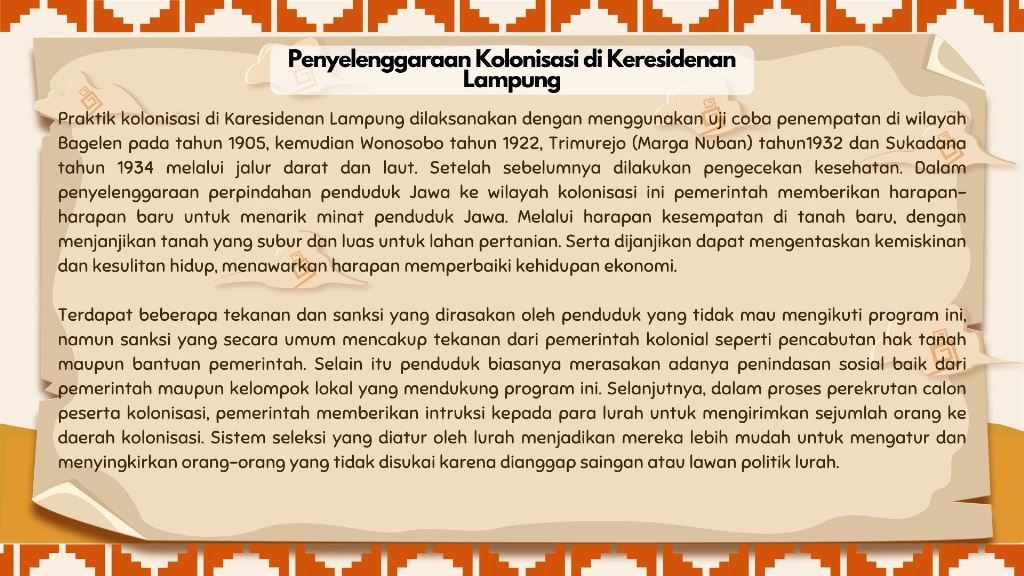 Penyelenggaraan Kolonisasi di Keresidenan
Lampung
Praktik kolonisasi di Karesidenan Lampung dilaksanakan dengan menggunakan uji coba penempatan di wilayah
Bagelen pada tahun 1905, kemudian Wonosobo tahun 1922, Trimurejo (Marga Nuban) tahun1932 dan Sukadana
tahun 1934 melalui jalur darat dan laut. Setelah sebelumnya dilakukan pengecekan kesehatan. Dalam
penyelenggaraan perpindahan penduduk Jawa ke wilayah kolonisasi ini pemerintah memberikan harapan-
harapan baru untuk menarik minat penduduk Jawa. Melalui harapan kesempatan di tanah baru, dengan
menjanjikan tanah yang subur dan luas untuk lahan pertanian. Serta dijanjikan dapat mengentaskan kemiskinan
dan kesulitan hidup, menawarkan harapan memperbaiki kehidupan ekonomi.
Terdapat beberapa tekanan dan sanksi yang dirasakan oleh penduduk yang tidak mau mengikuti program ini,
namun sanksi yang secara umum mencakup tekanan dari pemerintah kolonial seperti pencabutan hak tanah
maupun bantuan pemerintah. Selain itu penduduk biasanya merasakan adanya penindasan sosial baik dari
pemerintah maupun kelompok lokal yang mendukung program ini. Selanjutnya, dalam proses perekrutan calon
peserta kolonisasi, pemerintah memberikan intruksi kepada para lurah untuk mengirimkan sejumlah orang ke
daerah kolonisasi. Sistem seleksi yang diatur oleh lurah menjadikan mereka lebih mudah untuk mengatur dan
menyingkirkan orang-orang yang tidak disukai karena dianggap saingan atau lawan politik lurah.